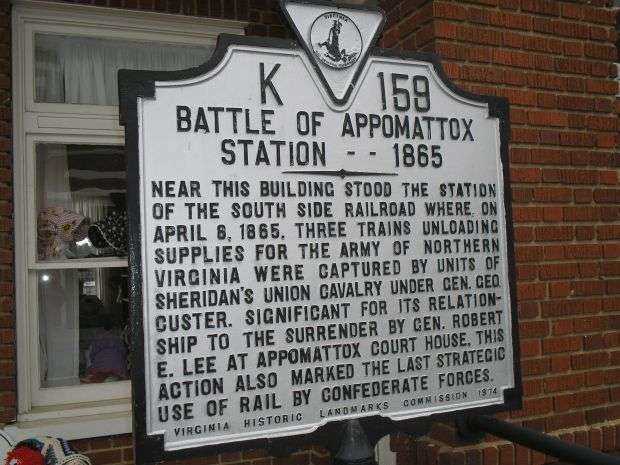 K 159
BATTLE OF APPOMATTOX
STATION -- 1865
NEAR THIS BUILDING STOOD THE STATION
OF THE SOUTH SIDE RAILROAD WHERE, ON
APRIL 8, 1865, THREE TRAINS UNLOADING
SUPPLIES FOR THE ARMY OF NORTHERN
VIRGINIA WERE CAPTURED BY UNITS OF
SHERIDAN'S UNION CAVALRY UNDER GEN. GEO.
CUSTER. SIGNIFICANT FOR ITS RELATION-
SHIP TO THE SURRENDER BY GEN. ROBERT
E. LEE AT APPOMATTOX COURT HOUSE, THIS
ACTION ALSO MARKED THE LAST STRATEGIC
USE OF RAIL BY CONFEDERATE FORCES.
VIRGINIA HISTORIC LANDMARKS COMMISSION 1974